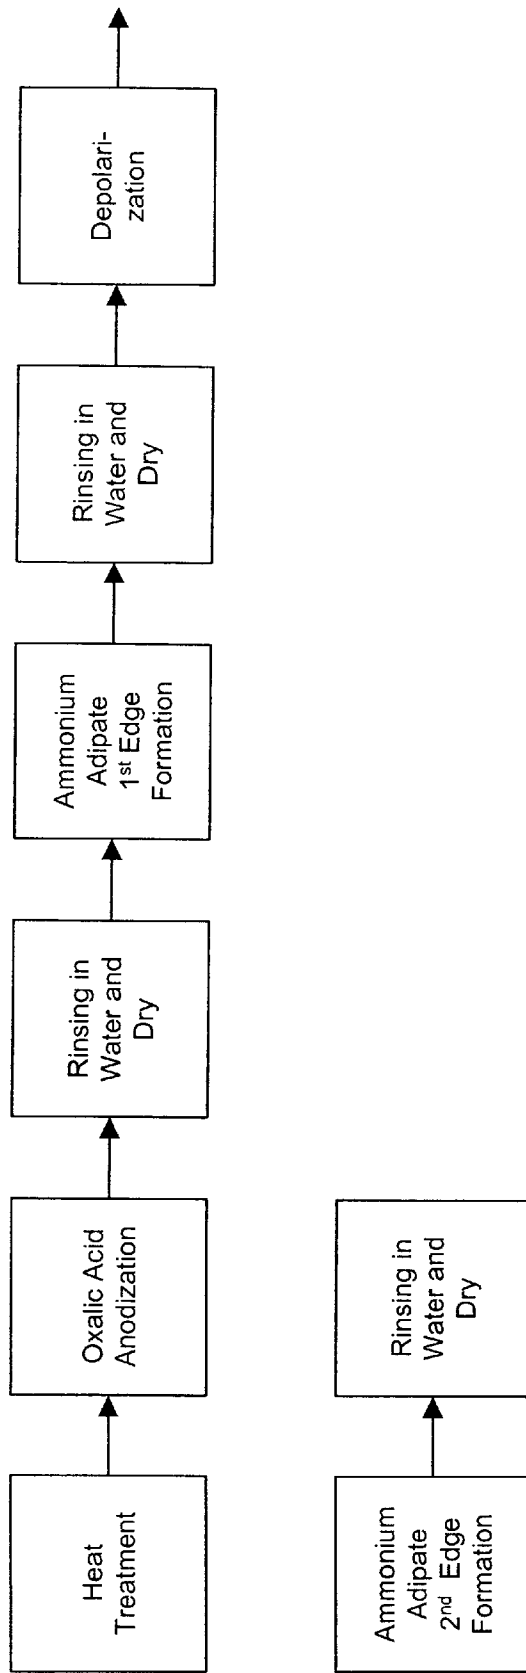 Heat
Treatment
Oxalic Acid
Anodization
Rinsing in
Water and
Dry
Ammonium
Adipate
1st Edge
Formation
Rinsing in
Water and
Dry
Depolari-
zation
Ammonium
Adipate
2nd Edge
Formation
Rinsing in
Water and
Dry